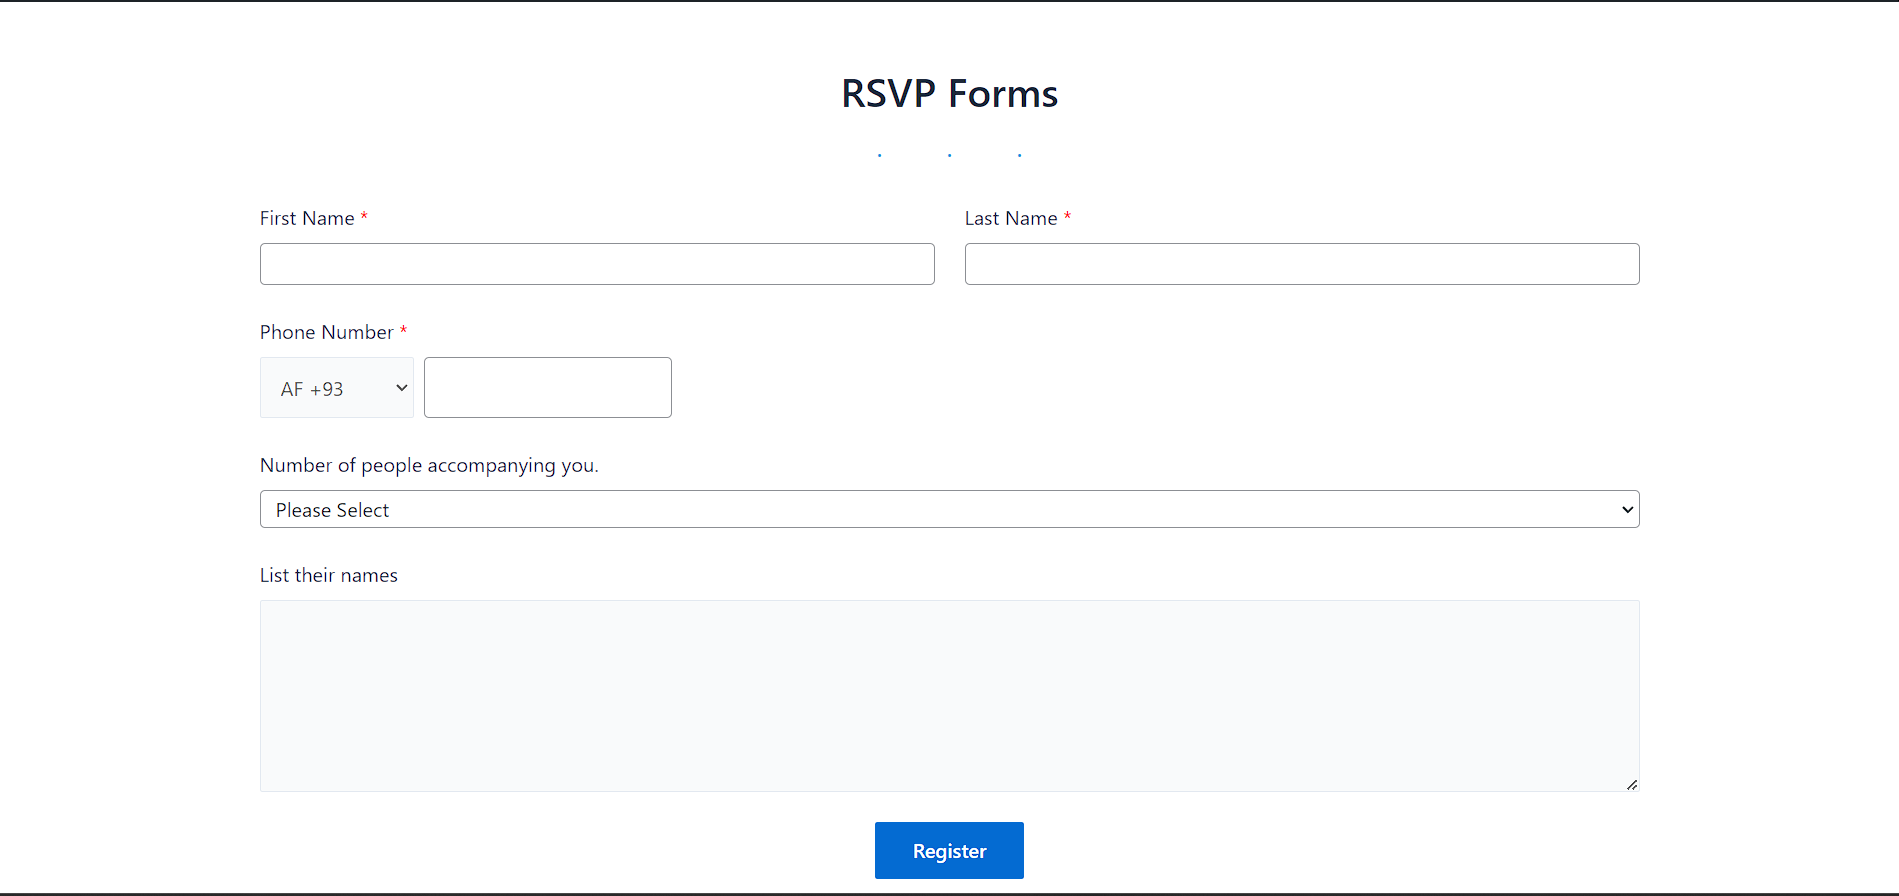 RSVP Forms
First Name *
Last Name *
Phone Number *
AF +93
Number of people accompanying you.
Please Select
List their names
Register